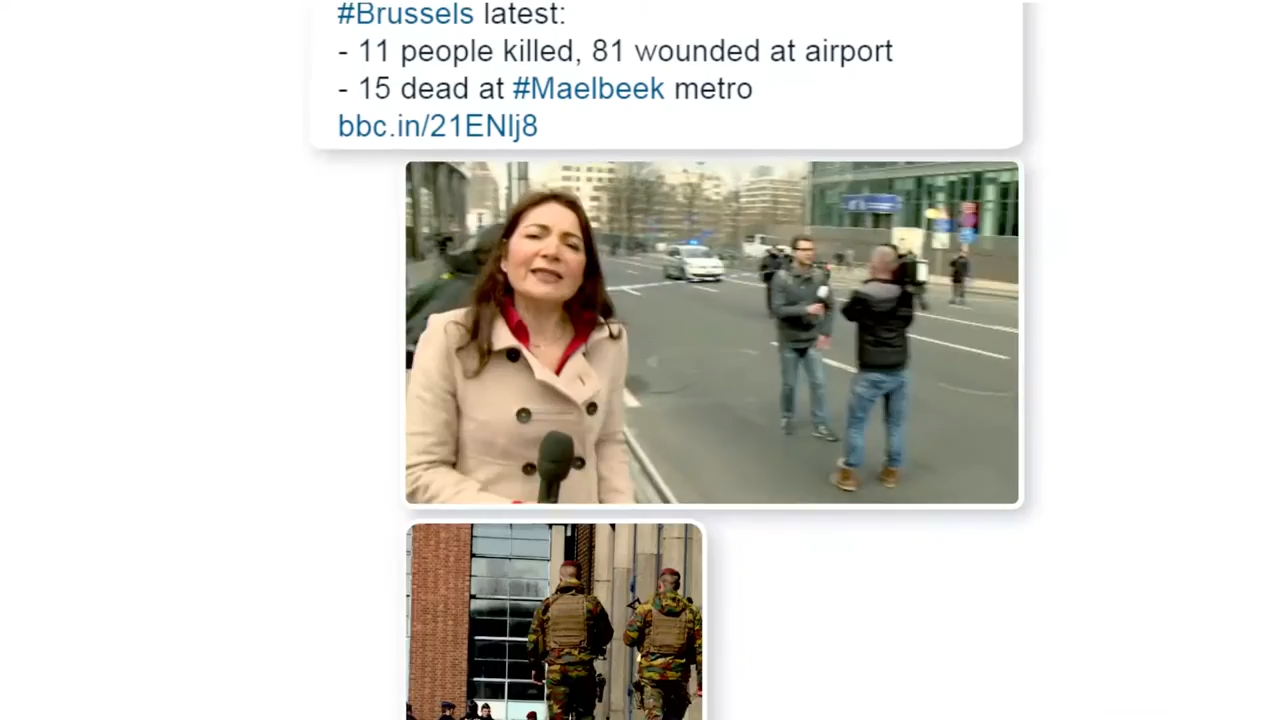 #Brussels latest:
- 11 people killed, 81 wounded at airport
- 15 dead at #Maelbeek metro
bbc.in/21ENlj8